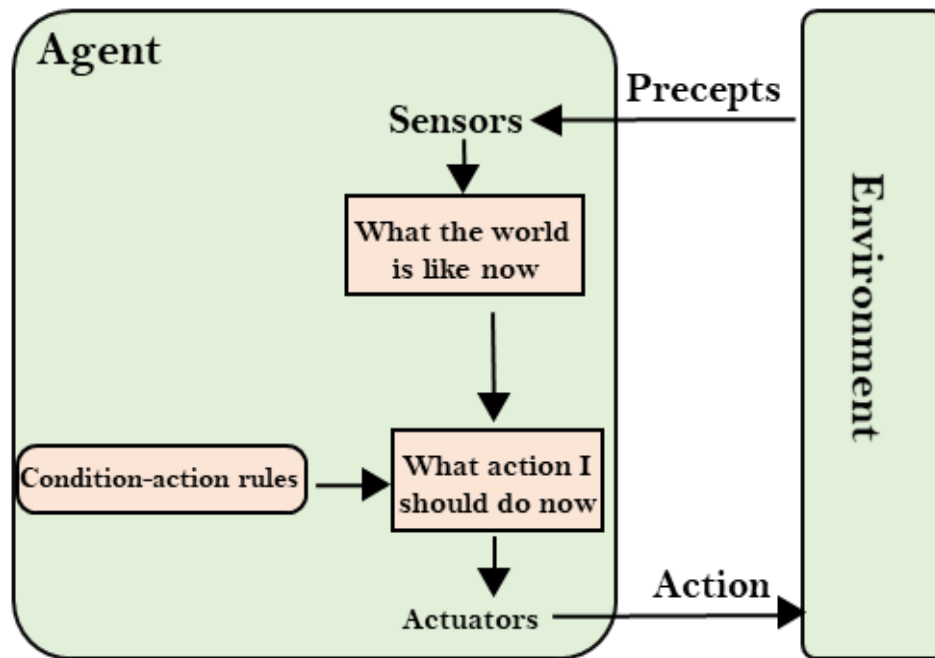 Agent
Precepts
Sensors
What the world
is like now
Environment
Condition-action rules
What action I
should do now
Action
Actuators